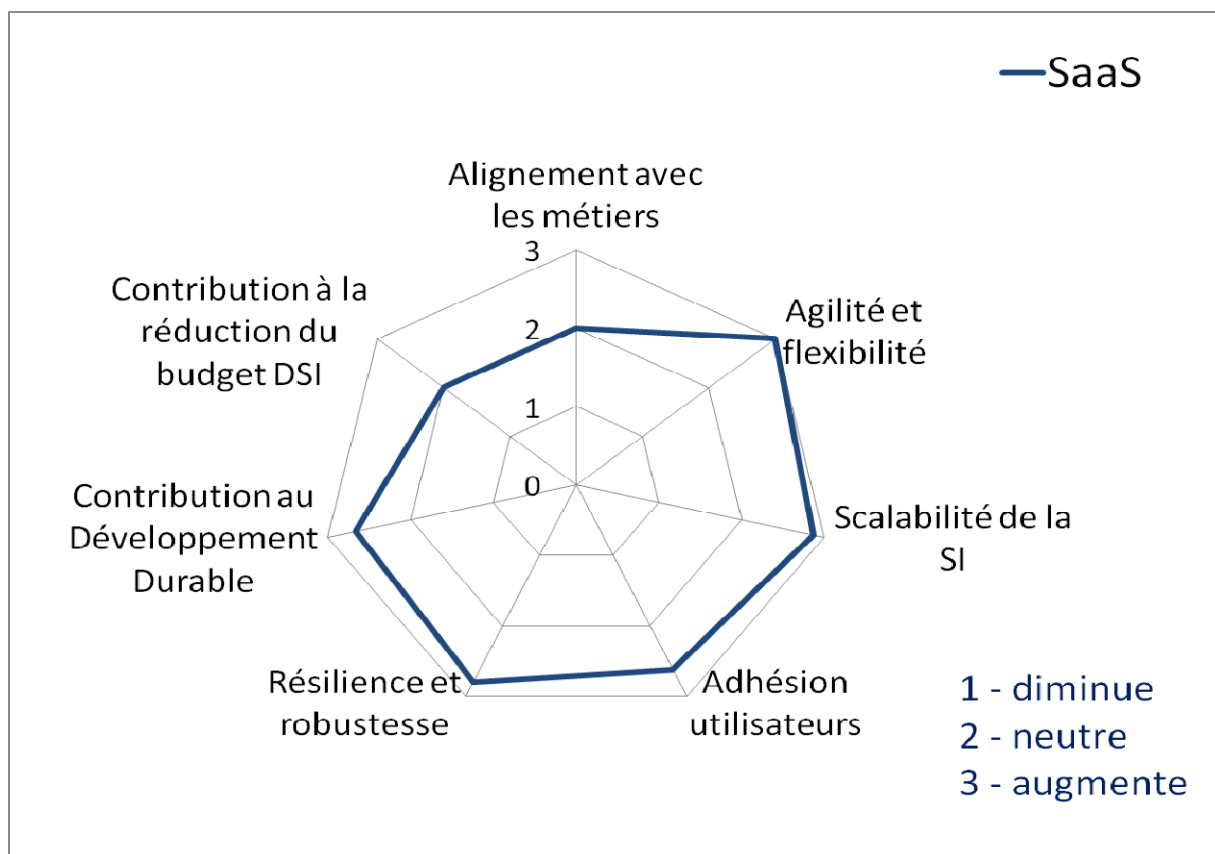 SaaS
Alignement avec
les métiers
3
2
1
0
Agilité et
flexibilité
Scalabilité de la
SI
Adhésion
utilisateurs
Résilience et
robustesse
Contribution au
Développement
Durable
Contribution à la
réduction du
budget DSI
1 - diminue
2 - neutre
3 - augmente